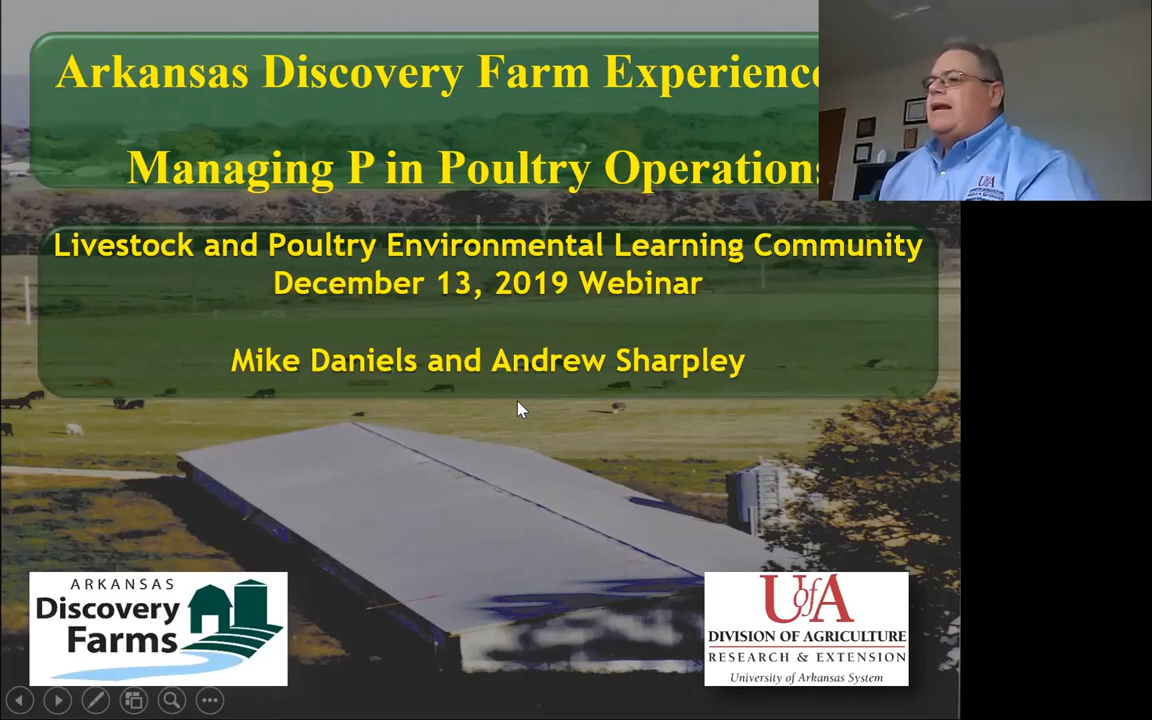 Arkansas Discovery Farm Experience
Managing P in Poultry Operations
Livestock and Poultry Environmental Learning Community
December 13, 2019 Webinar
Mike Daniels and Andrew Sharpley
UofA
ARKANSAS
Discovery
Farms
UofA
DIVISION OF AGRICULTURE
RESEARCH & EXTENSION
University of Arkansas System